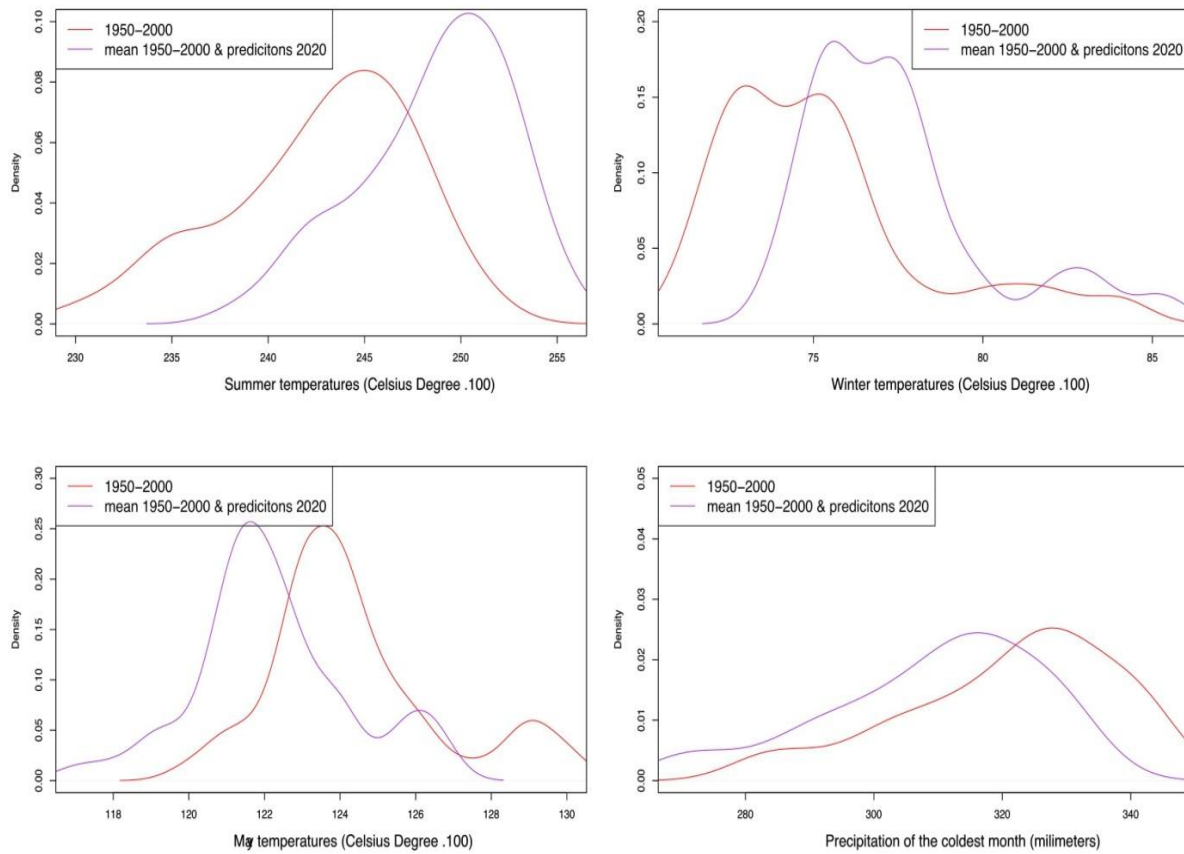 1950−2000
mean 1950−2000 & predicitons 2020
0.10
0.08
0.06
0.04
0.02
0.00
Density
230 235 240 245 250 255
Summer temperatures (Celsius Degree .100)
1950−2000
mean 1950−2000 & predicitons 2020
0.20
0.15
0.10
0.05
0.00
Density
75 80 85
Winter temperatures (Celsius Degree .100)
1950−2000
mean 1950−2000 & predicitons 2020
0.30
0.25
0.20
0.15
0.10
0.05
0.00
Density
118 120 122 124 126 128 130
May temperatures (Celsius Degree .100)
1950−2000
mean 1950−2000 & predicitons 2020
0.05
0.04
0.03
0.02
0.01
0.00
Density
280 300 320 340
Precipitation of the coldest month (milimeters)